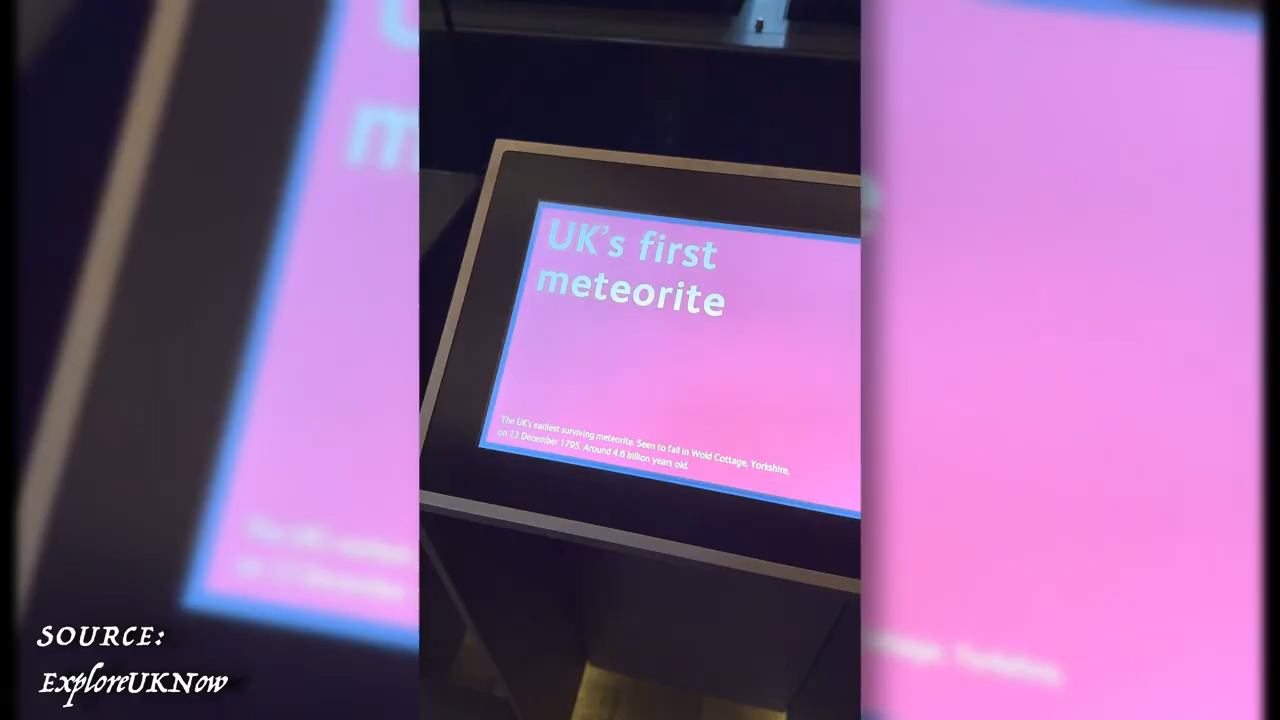 UK's first
meteorite
The UK's earliest surviving meteorite. Seen to fall in Wold Cottage, Yorkshire,
on 13 December 1795. Around 4.6 billion years old.
SOURCE:
ExploreUKNow